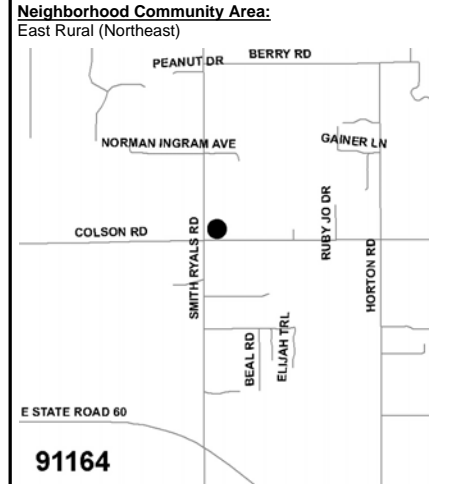 Neighborhood Community Area:
East Rural (Northeast)
PEANUT DR
BERRY RD
NORMAN INGRAM AVE
GAINER LN
COLSON RD
SMITH RYALS RD
RUBY JO DR
HORTON RD
BEAL RD
ELIJAH TRL
E STATE ROAD 60
91164